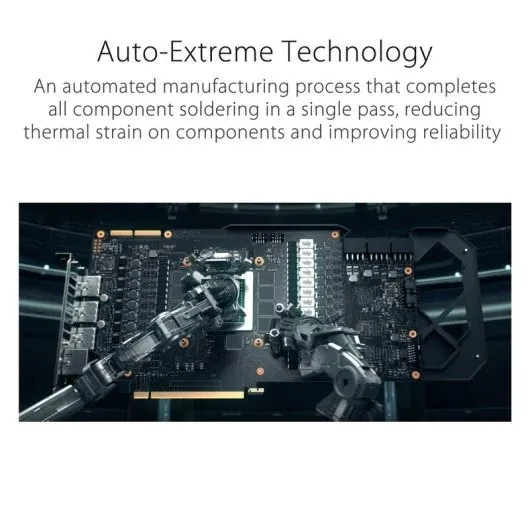 Auto-Extreme Technology
An automated manufacturing process that completes
all component soldering in a single pass, reducing
thermal strain on components and improving reliability
ASUS